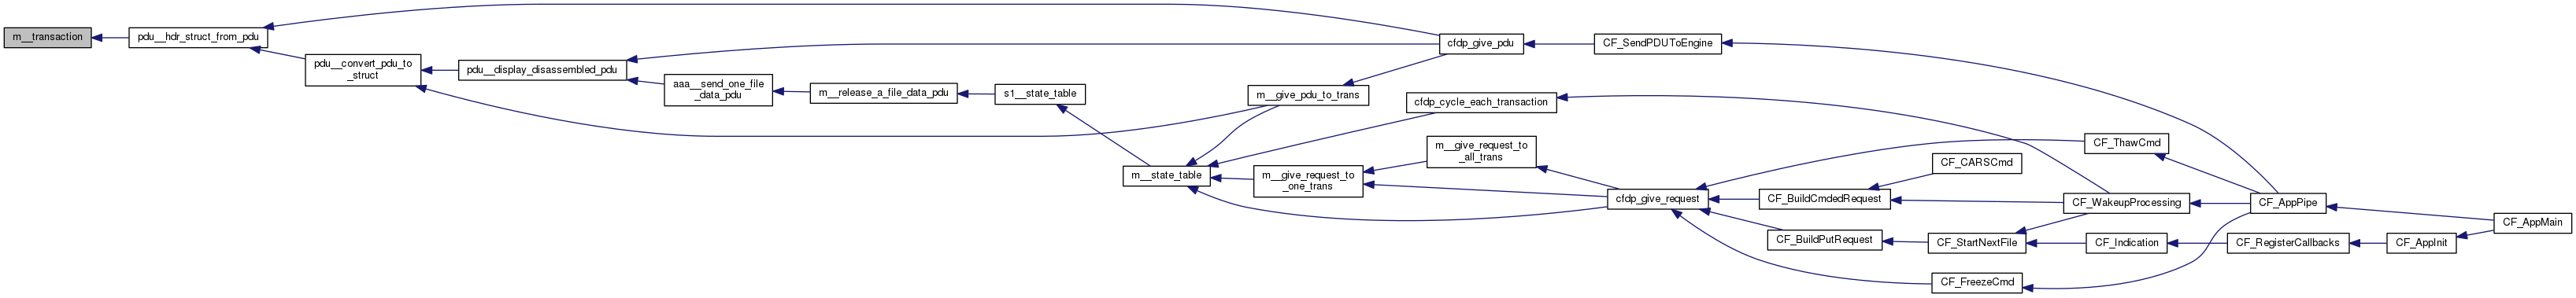 m__transaction
pdu__hdr_struct_from_pdu
pdu__convert_pdu_to
_struct
pdu__display_disassembled_pdu
aaa__send_one_file
_data_pdu
m__release_a_file_data_pdu
s1__state_table
m__state_table
m__give_pdu_to_trans
cfdp_give_pdu
CF_SendPDUToEngine
cfdp_cycle_each_transaction
m__give_request_to
_one_trans
m__give_request_to
_all_trans
cfdp_give_request
CF_ThawCmd
CF_CARSCmd
CF_BuildCmdedRequest
CF_BuildPutRequest
CF_StartNextFile
CF_FreezeCmd
CF_WakeupProcessing
CF_Indication
CF_RegisterCallbacks
CF_AppInit
CF_AppPipe
CF_AppMain